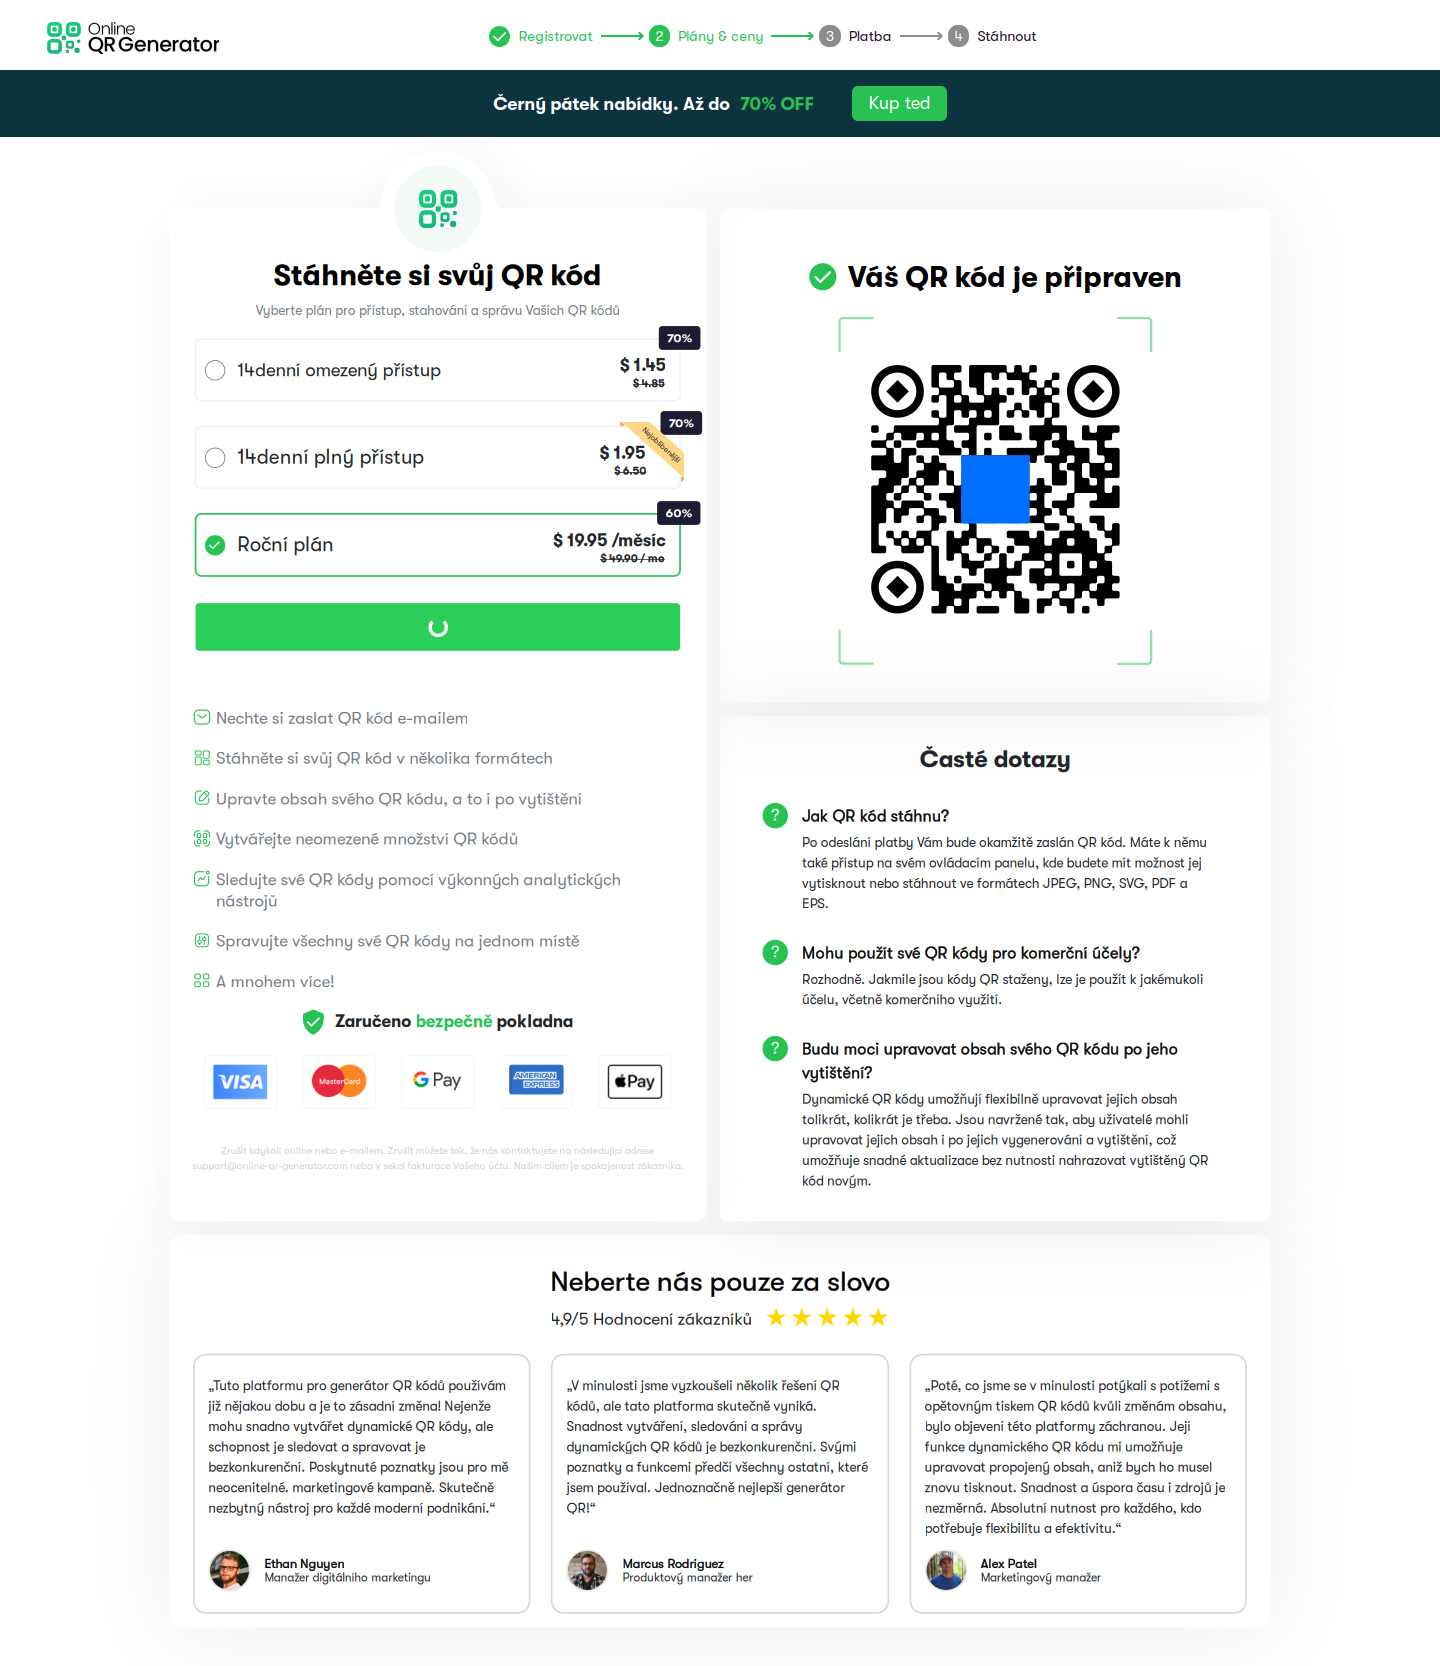 Online
QR Generator
Registrovat
2 Plány & ceny
3 Platba
4 Stáhnout
Černý pátek nabídky. Až do 70% OFF
Kup ted
Stáhněte si svůj QR kód
Vyberte plán pro přístup, stahování a správu Vašich QR kódů
70%
14denní omezený přístup
$ 1.45
$ 4.85
70%
Nejoblíbenější
14denní plný přístup
$ 1.95
$ 6.50
60%
Roční plán
$ 19.95 /měsíc
$ 49.90 / mo
Nechte si zaslat QR kód e-mailem
Stáhněte si svůj QR kód v několika formátech
Upravte obsah svého QR kódu, a to i po vytištění
Vytvářejte neomezené množství QR kódů
Sledujte své QR kódy pomocí výkonných analytických
nástrojů
Spravujte všechny své QR kódy na jednom místě
A mnohem více!
Zaručeno bezpečně pokladna
VISA
MasterCard
G Pay
AMERICAN
EXPRESS
Pay
Zrušit kdykoli online nebo e-mailem. Zrušit můžete tak, že nás kontaktujete na následující adrese
support@online-qr-generator.com nebo v sekci fakturace Vašeho účtu. Naším cílem je spokojenost zákazníka.
Váš QR kód je připraven
Časté dotazy
? Jak QR kód stáhnu?
Po odeslání platby Vám bude okamžitě zaslán QR kód. Máte k němu
také přístup na svém ovládacím panelu, kde budete mít možnost jej
vytisknout nebo stáhnout ve formátech JPEG, PNG, SVG, PDF a
EPS.
? Mohu použít své QR kódy pro komerční účely?
Rozhodně. Jakmile jsou kódy QR staženy, lze je použít k jakémukoli
účelu, včetně komerčního využití.
? Budu moci upravovat obsah svého QR kódu po jeho
vytištění?
Dynamické QR kódy umožňují flexibilně upravovat jejich obsah
tolikrát, kolikrát je třeba. Jsou navržené tak, aby uživatelé mohli
upravovat jejich obsah i po jejich vygenerování a vytištění, což
umožňuje snadné aktualizace bez nutnosti nahrazovat vytištěný QR
kód novým.
Neberte nás pouze za slovo
4,9/5 Hodnocení zákazníků
„Tuto platformu pro generátor QR kódů používám
již nějakou dobu a je to zásadní změna! Nejenže
mohu snadno vytvářet dynamické QR kódy, ale
schopnost je sledovat a spravovat je
bezkonkurenční. Poskytnuté poznatky jsou pro mě
neocenitelné. marketingové kampaně. Skutečně
nezbytný nástroj pro každé moderní podnikání.“
Ethan Nguyen
Manažer digitálního marketingu
„V minulosti jsme vyzkoušeli několik řešení QR
kódů, ale tato platforma skutečně vyniká.
Snadnost vytváření, sledování a správy
dynamických QR kódů je bezkonkurenční. Svými
poznatky a funkcemi předčí všechny ostatní, které
jsem používal. Jednoznačně nejlepší generátor
QR!“
Marcus Rodriguez
Produktový manažer her
„Poté, co jsme se v minulosti potýkali s potížemi s
opětovným tiskem QR kódů kvůli změnám obsahu,
bylo objevení této platformy záchranou. Její
funkce dynamického QR kódu mi umožňuje
upravovat propojený obsah, aniž bych ho musel
znovu tisknout. Snadnost a úspora času i zdrojů je
nezměrná. Absolutní nutnost pro každého, kdo
potřebuje flexibilitu a efektivitu.“
Alex Patel
Marketingový manažer